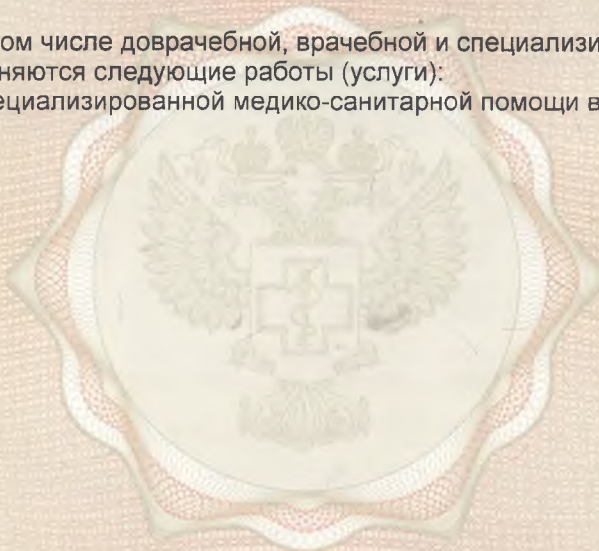 ом числе доврачебной, врачебной и специализи
няются следующие работы (услуги):
ециализированной медико-санитарной помощи в